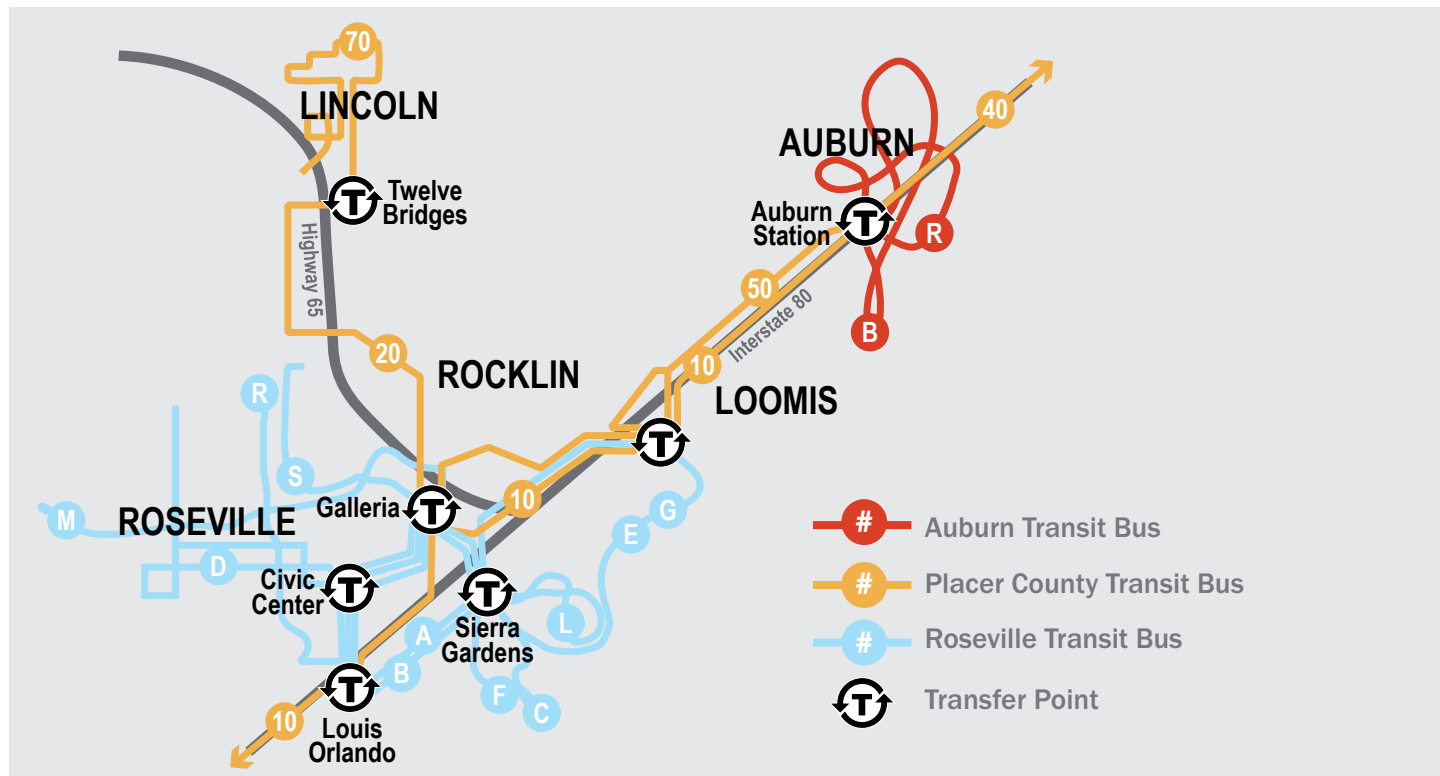 70
LINCOLN
40
AUBURN
T
Twelve
Bridges
Auburn
Station
T
R
Highway 65
50
Interstate 80
B
20
10
ROCKLIN
LOOMIS
R
T
S
Galleria
T
10
M
ROSEVILLE
G
E
D
Civic
Center
T
T
L
A
Sierra
Gardens
B
T
F
C
10
Louis
Orlando
# Auburn Transit Bus
# Placer County Transit Bus
# Roseville Transit Bus
T Transfer Point